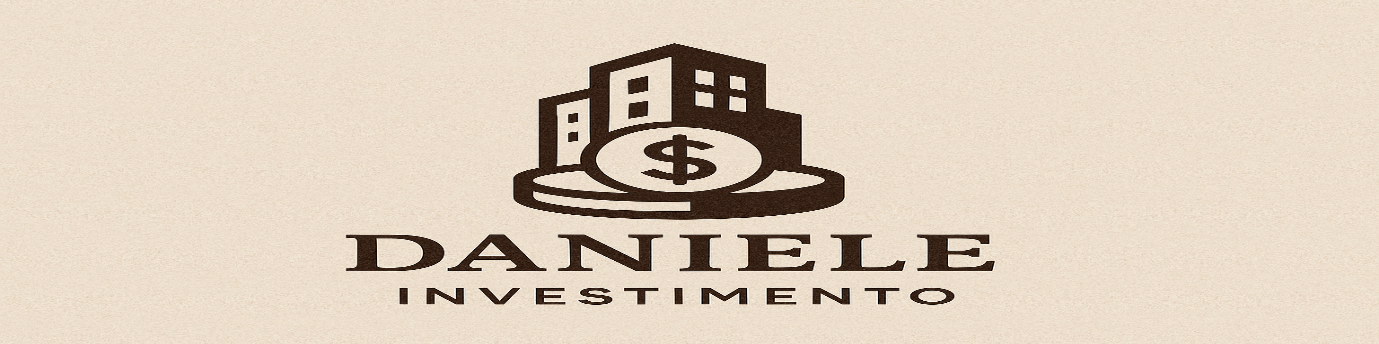 $
DANIELE
INVESTIMENTO